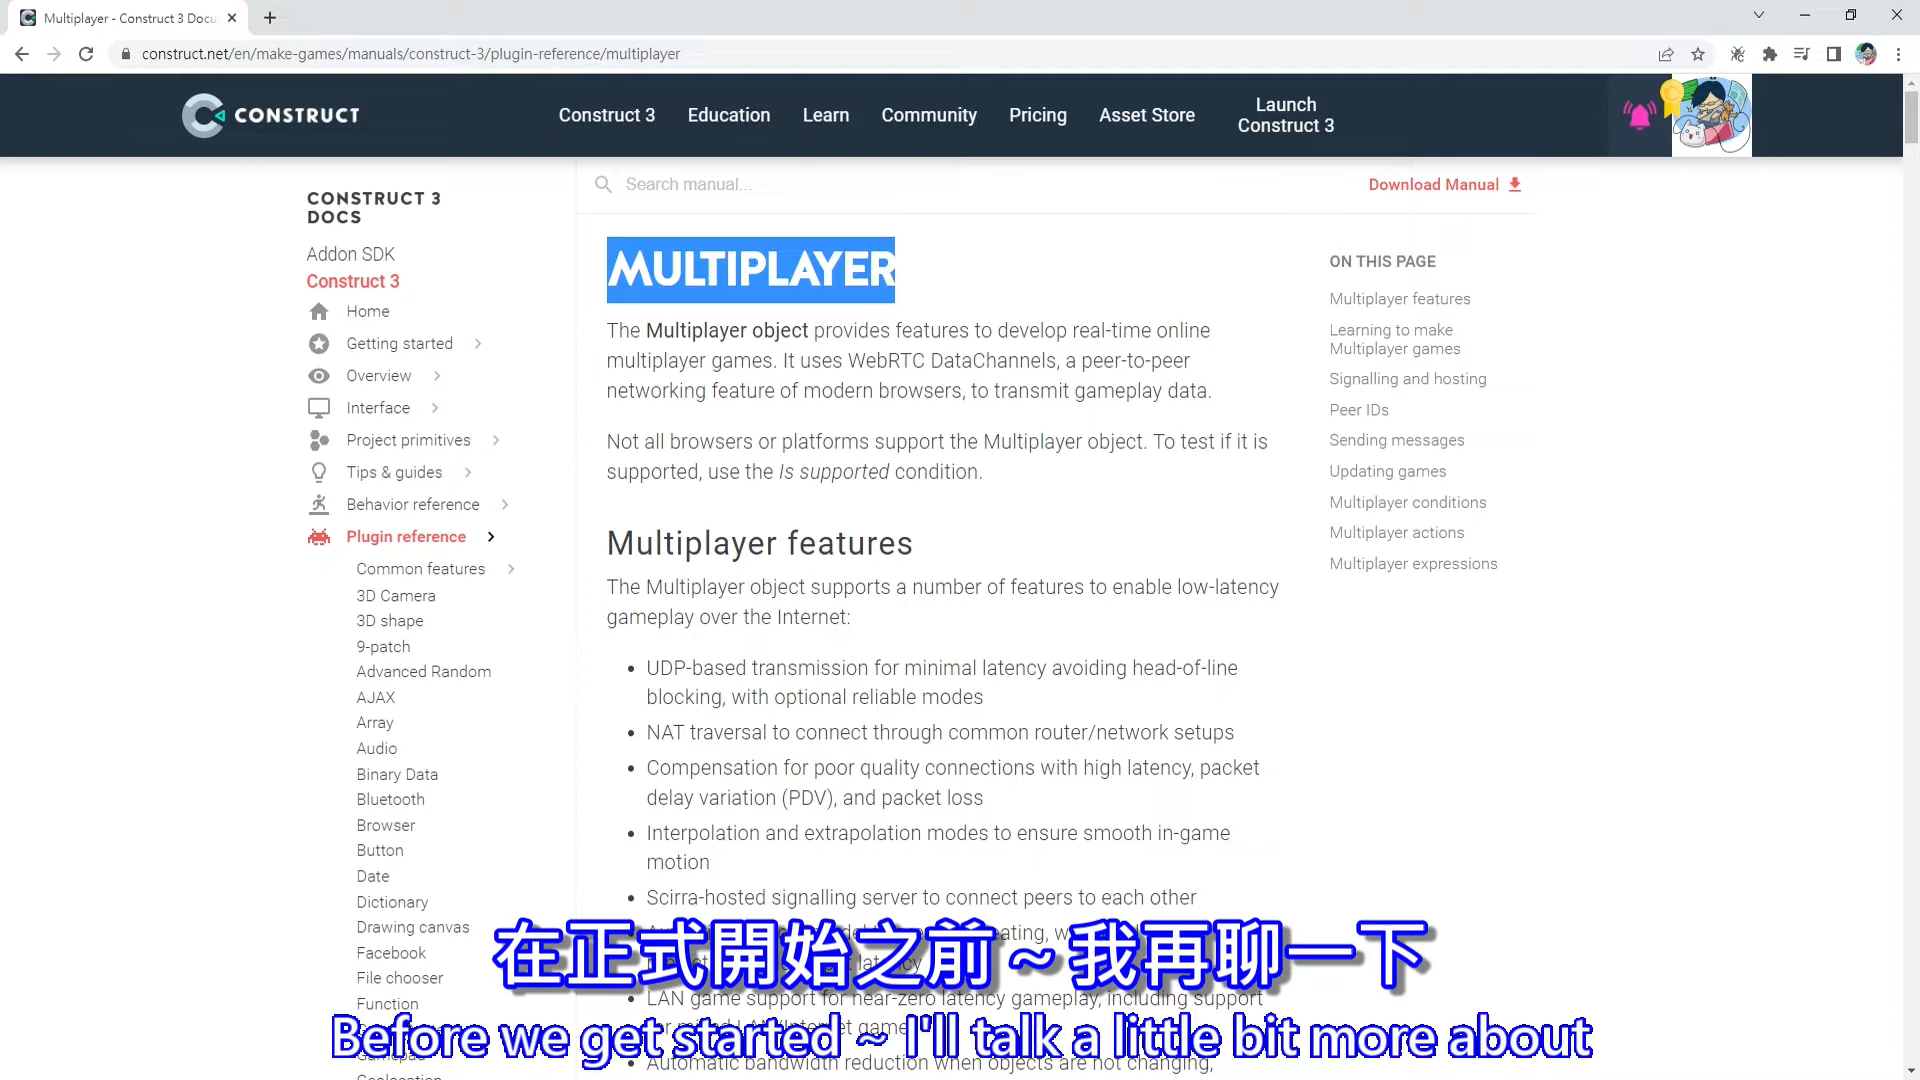 Multiplayer - Construct 3 Docu
construct.net/en/make-games/manuals/construct-3/plugin-reference/multiplayer
CONSTRUCT
Construct 3
Education
Learn
Community
Pricing
Asset Store
Launch
Construct 3
CONSTRUCT 3
DOCS
Addon SDK
Construct 3
Home
Getting started
Overview
Interface
Project primitives
Tips & guides
Behavior reference
Plugin reference
Common features
3D Camera
3D shape
9-patch
Advanced Random
AJAX
Array
Audio
Binary Data
Bluetooth
Browser
Button
Date
Dictionary
Drawing canvas
Facebook
File chooser
Function
Search manual...
Download Manual
MULTIPLAYER
The Multiplayer object provides features to develop real-time online
multiplayer games. It uses WebRTC DataChannels, a peer-to-peer
networking feature of modern browsers, to transmit gameplay data.
Not all browsers or platforms support the Multiplayer object. To test if it is
supported, use the Is supported condition.
Multiplayer features
The Multiplayer object supports a number of features to enable low-latency
gameplay over the Internet:
UDP-based transmission for minimal latency avoiding head-of-line
blocking, with optional reliable modes
NAT traversal to connect through common router/network setups
Compensation for poor quality connections with high latency, packet
delay variation (PDV), and packet loss
Interpolation and extrapolation modes to ensure smooth in-game
motion
Scirra-hosted signalling server to connect peers to each other
LAN game support for near-zero latency gameplay, including support
Automatic bandwidth reduction when objects are not changing,
ON THIS PAGE
Multiplayer features
Learning to make
Multiplayer games
Signalling and hosting
Peer IDs
Sending messages
Updating games
Multiplayer conditions
Multiplayer actions
Multiplayer expressions
在正式開始之前～我再聊一下
Before we get started ~ I'll talk a little bit more about